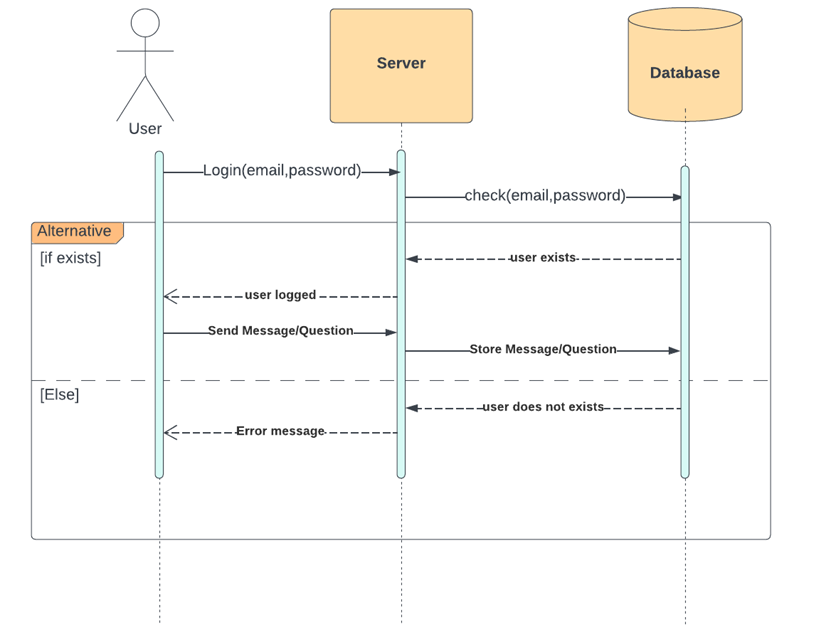 User
Server
Database
Login(email,password)
check(email,password)
Alternative
[if exists]
user exists
user logged
Send Message/Question
Store Message/Question
[Else]
user does not exists
Error message